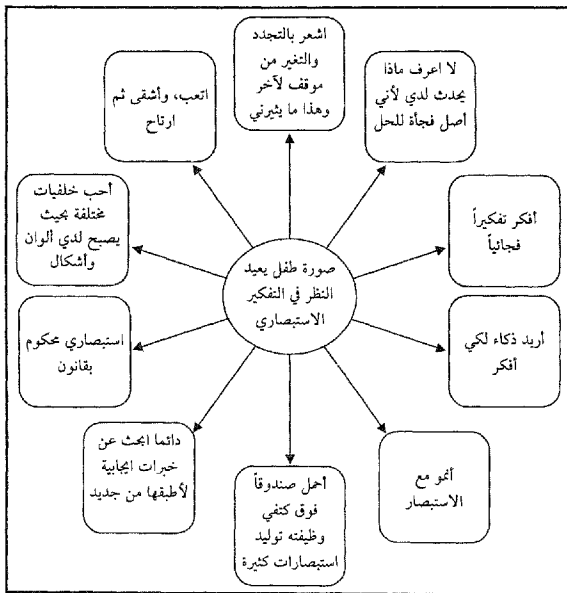 اشعر بالتجدد
والتغير من
موقف لآخر
وهذا ما يثيرني
لا اعرف ماذا
يحدث لدي لأني
أصل فجأة للحل
أفكر تفكيراً
فجائياً
أريد ذكاء لكي
أفكر
أنمو مع
الاستبصار
أحمل صندوقاً
فوق كتفي
وظيفته توليد
استبصارات كثيرة
دائما ابحث عن
خبرات ايجابية
لأطبقها من جديد
استبصاري محكوم
بقانون
أحب خلفيات
مختلفة بحيث
يصبح لدي ألوان
وأشكال
اتعب، وأشقى ثم
ارتاح
صورة طفل يعيد
النظر في التفكير
الاستبصاري